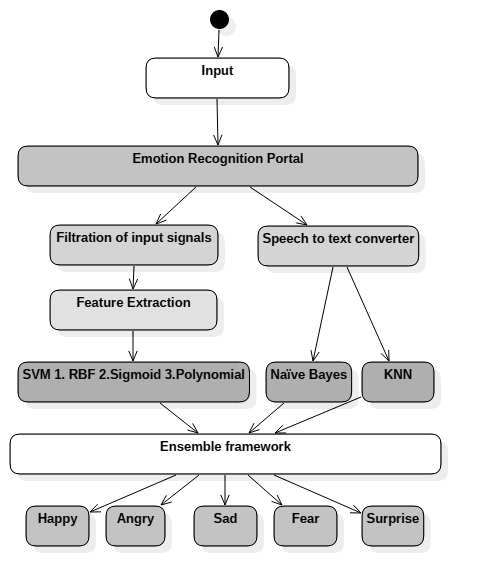 Input
Emotion Recognition Portal
Filtration of input signals
Speech to text converter
Feature Extraction
SVM 1. RBF 2.Sigmoid 3.Polynomial
Naïve Bayes
KNN
Ensemble framework
Happy
Angry
Sad
Fear
Surprise